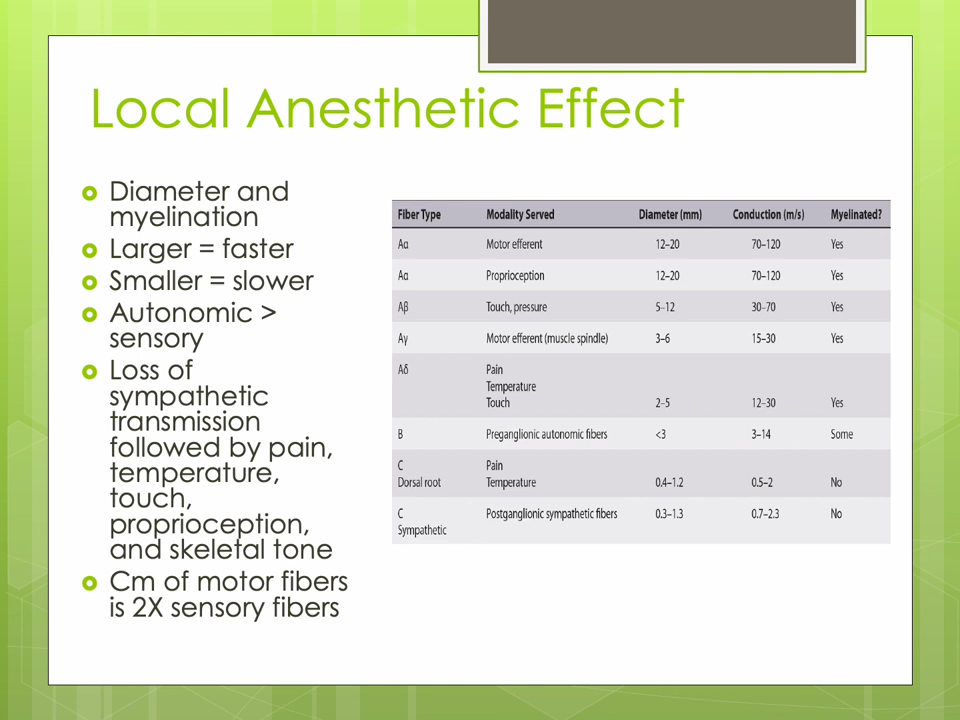 Local Anesthetic Effect
Diameter and
myelination
Larger = faster
Smaller = slower
Autonomic >
sensory
Loss of
sympathetic
transmission
followed by pain,
temperature,
touch,
proprioception,
and skeletal tone
Cm of motor fibers
is 2X sensory fibers
Fiber Type Modality Served Diameter (mm) Conduction (m/s) Myelinated?
Aα Motor efferent 12–20 70–120 Yes
Aα Proprioception 12–20 70–120 Yes
Aβ Touch, pressure 5–12 30–70 Yes
Aγ Motor efferent (muscle spindle) 3–6 15–30 Yes
Aδ Pain
Temperature
Touch 2–5 12–30 Yes
B Preganglionic autonomic fibers <3 3–14 Some
C Pain
Dorsal root Temperature 0.4–1.2 0.5–2 No
C Postganglionic sympathetic fibers 0.3–1.3 0.7–2.3 No
Sympathetic